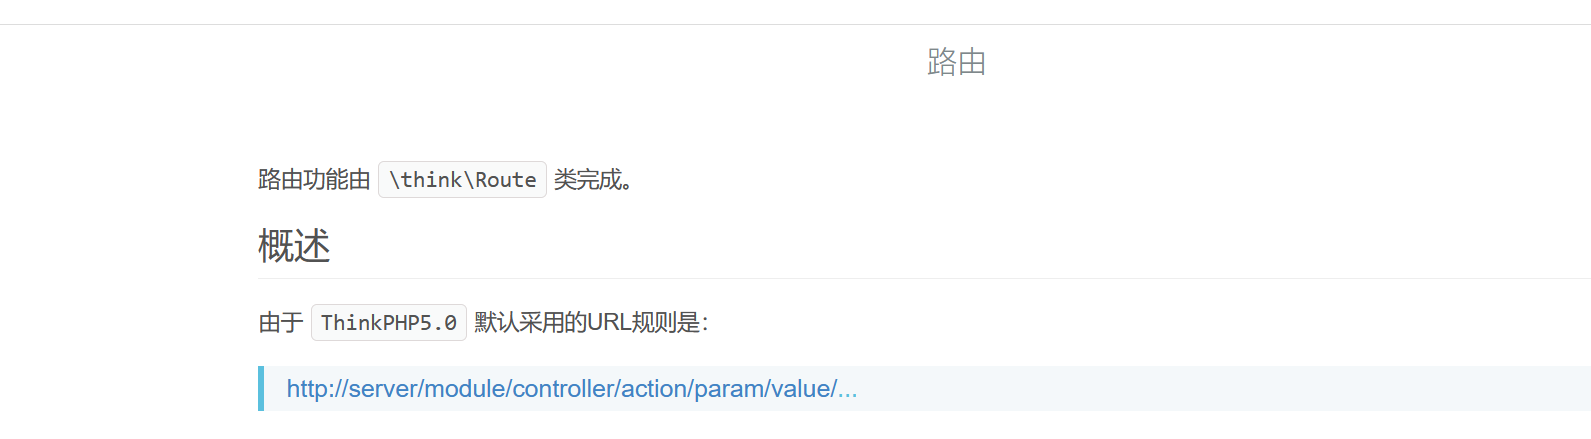 路由
路由功能由 \think\Route 类完成。
概述
由于 ThinkPHP5.0 默认采用的URL规则是：
http://server/module/controller/action/param/value/...